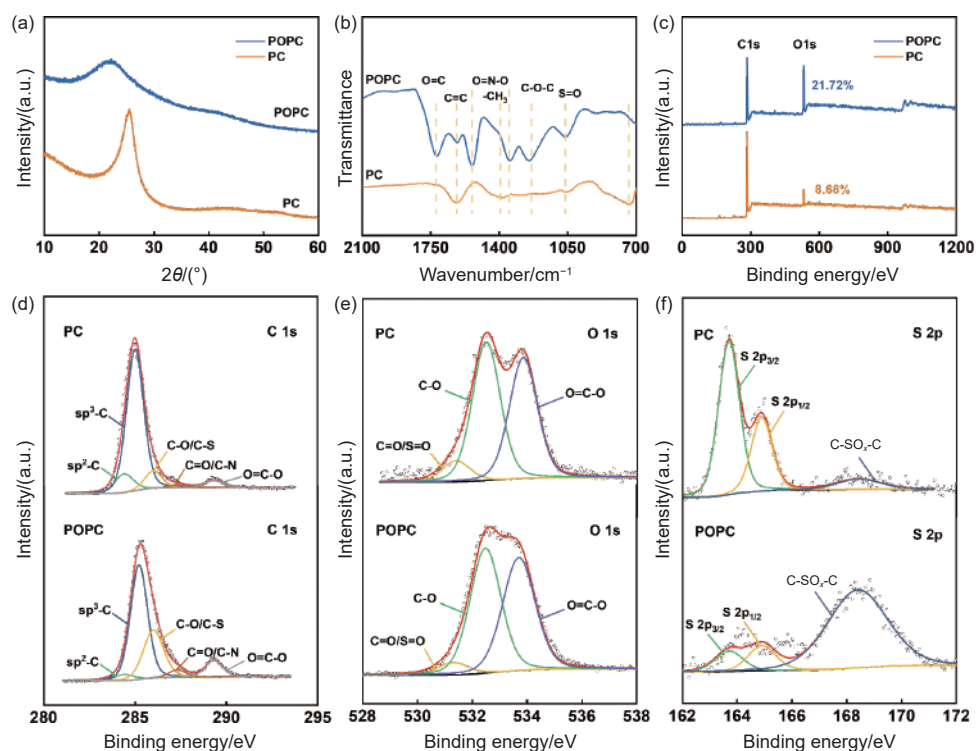 (a)
POPC
PC
POPC
PC
Intensity/(a.u.)
10 20 30 40 50 60
2θ/(°)
(b)
POPC
PC
POPC
O=C
C=C
O=N-O
-CH₃
C-O-C
S=O
PC
Transmittance
2100 1750 1400 1050 700
Wavenumber/cm⁻¹
(c)
C1s
O1s
POPC
PC
21.72%
8.68%
Intensity/(a.u.)
0 300 600 900 1200
Binding energy/eV
(d)
PC
C 1s
sp³-C
C-O/C-S
sp²-C
C=O/C-N
O=C-O
POPC
C 1s
sp³-C
C-O/C-S
sp²-C
C=O/C-N
O=C-O
Intensity/(a.u.)
Intensity/(a.u.)
280 285 290 295
Binding energy/eV
(e)
PC
O 1s
C-O
O=C-O
C=O/S=O
POPC
O 1s
C-O
O=C-O
C=O/S=O
Intensity/(a.u.)
Intensity/(a.u.)
528 530 532 534 536 538
Binding energy/eV
(f)
PC
S 2p
S 2p₃/₂
S 2p₁/₂
C-SOₓ-C
POPC
S 2p
C-SOₓ-C
S 2p₃/₂
S 2p₁/₂
Intensity/(a.u.)
Intensity/(a.u.)
162 164 166 168 170 172
Binding energy/eV